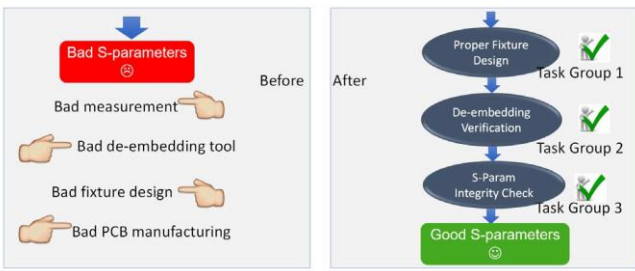 Bad S-parameters
☹
Before
Bad measurement
Bad de-embedding tool
Bad fixture design
Bad PCB manufacturing
After
Proper Fixture
Design
Task Group 1
De-embedding
Verification
Task Group 2
S-Param
Integrity Check
Task Group 3
Good S-parameters
☺